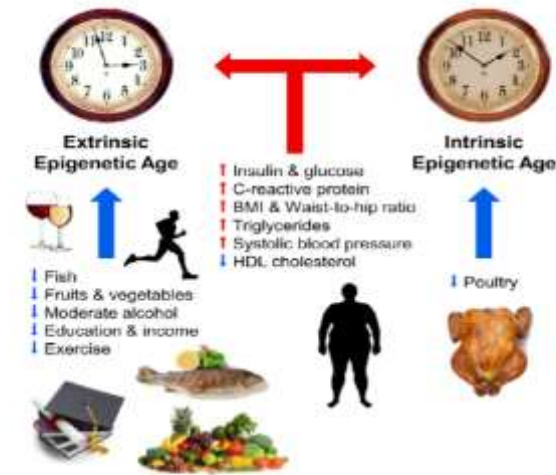 Extrinsic
Epigenetic Age
Intrinsic
Epigenetic Age
↑ Insulin & glucose
↑ C-reactive protein
↑ BMI & Waist-to-hip ratio
↑ Triglycerides
↑ Systolic blood pressure
↓ HDL cholesterol
↓ Fish
↓ Fruits & vegetables
↓ Moderate alcohol
↓ Education & income
↓ Exercise
↓ Poultry